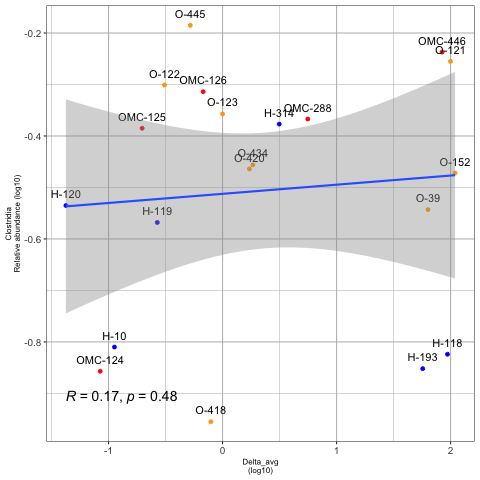 O-445
OMC-446
O-121
-0.2
O-122
OMC-126
O-123
H-314
OMC-288
OMC-125
-0.4
O-434
O-420
O-152
H-120
O-39
H-119
Clostridia
Relative abundance (log10)
-0.6
H-10
H-118
-0.8
OMC-124
H-193
R = 0.17, p = 0.48
O-418
-1
0
1
2
Delta_avg
(log10)